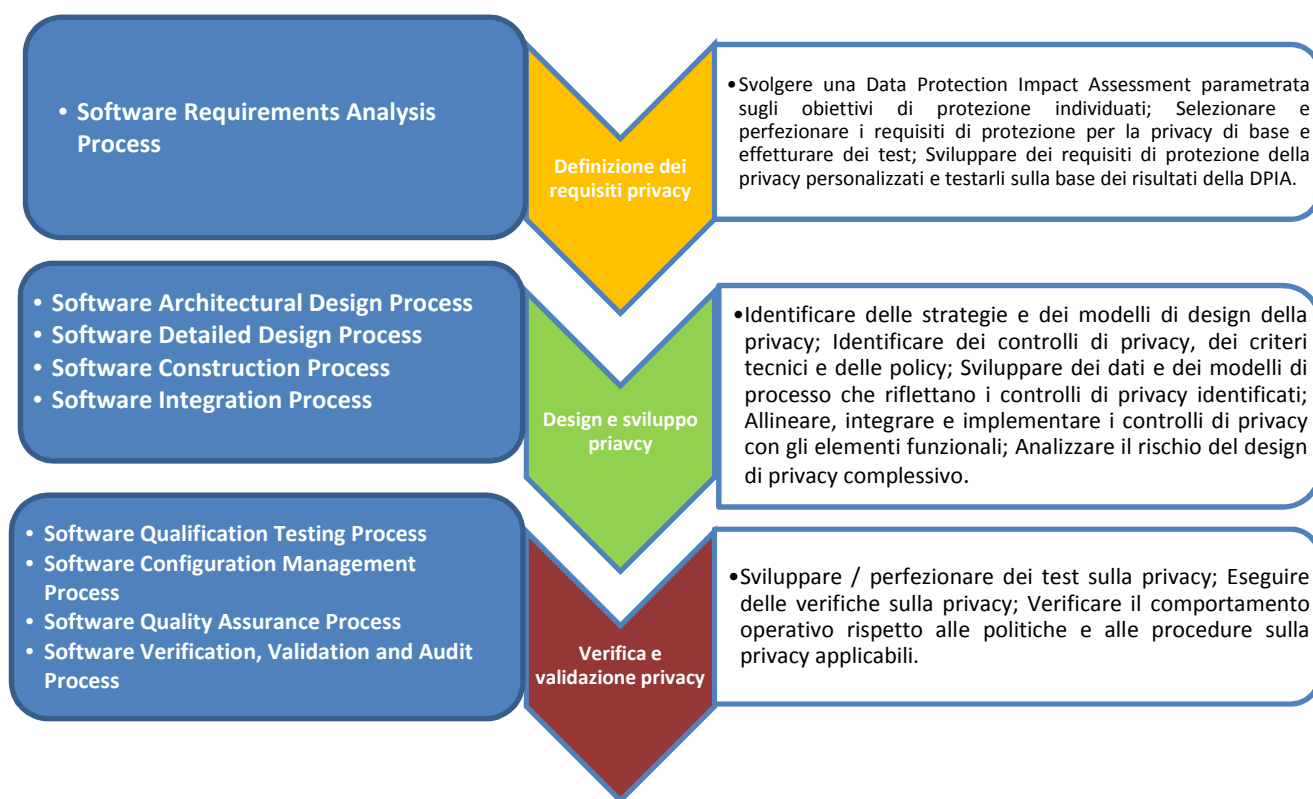 • Software Requirements Analysis
Process
Definizione dei
requisiti privacy
•Svolgere una Data Protection Impact Assessment parametrata
sugli obiettivi di protezione individuati; Selezionare e
perfezionare i requisiti di protezione per la privacy di base e
effetturare dei test; Sviluppare dei requisiti di protezione della
privacy personalizzati e testarli sulla base dei risultati della DPIA.
• Software Architectural Design Process
• Software Detailed Design Process
• Software Construction Process
• Software Integration Process
Design e sviluppo
priavcy
•Identificare delle strategie e dei modelli di design della
privacy; Identificare dei controlli di privacy, dei criteri
tecnici e delle policy; Sviluppare dei dati e dei modelli di
processo che riflettano i controlli di privacy identificati;
Allineare, integrare e implementare i controlli di privacy
con gli elementi funzionali; Analizzare il rischio del design
di privacy complessivo.
• Software Qualification Testing Process
• Software Configuration Management
Process
• Software Quality Assurance Process
• Software Verification, Validation and Audit
Process
Verifica e
validazione privacy
•Sviluppare / perfezionare dei test sulla privacy; Eseguire
delle verifiche sulla privacy; Verificare il comportamento
operativo rispetto alle politiche e alle procedure sulla
privacy applicabili.